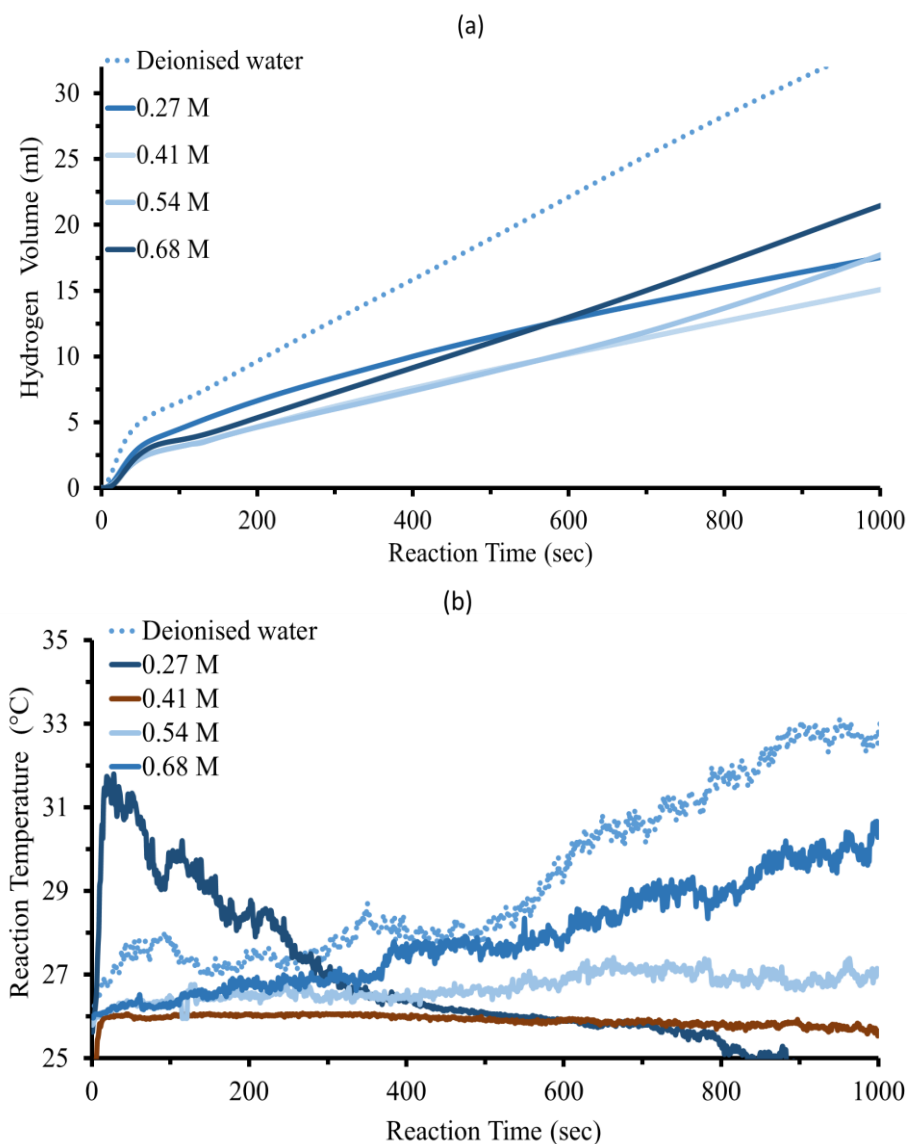 (a)
Deionised water
0.27 M
0.41 M
0.54 M
0.68 M
Hydrogen Volume (ml)
30
25
20
15
10
5
0
0 200 400 600 800 1000
Reaction Time (sec)
(b)
Deionised water
0.27 M
0.41 M
0.54 M
0.68 M
Reaction Temperature (°C)
35
33
31
29
27
25
0 200 400 600 800 1000
Reaction Time (sec)